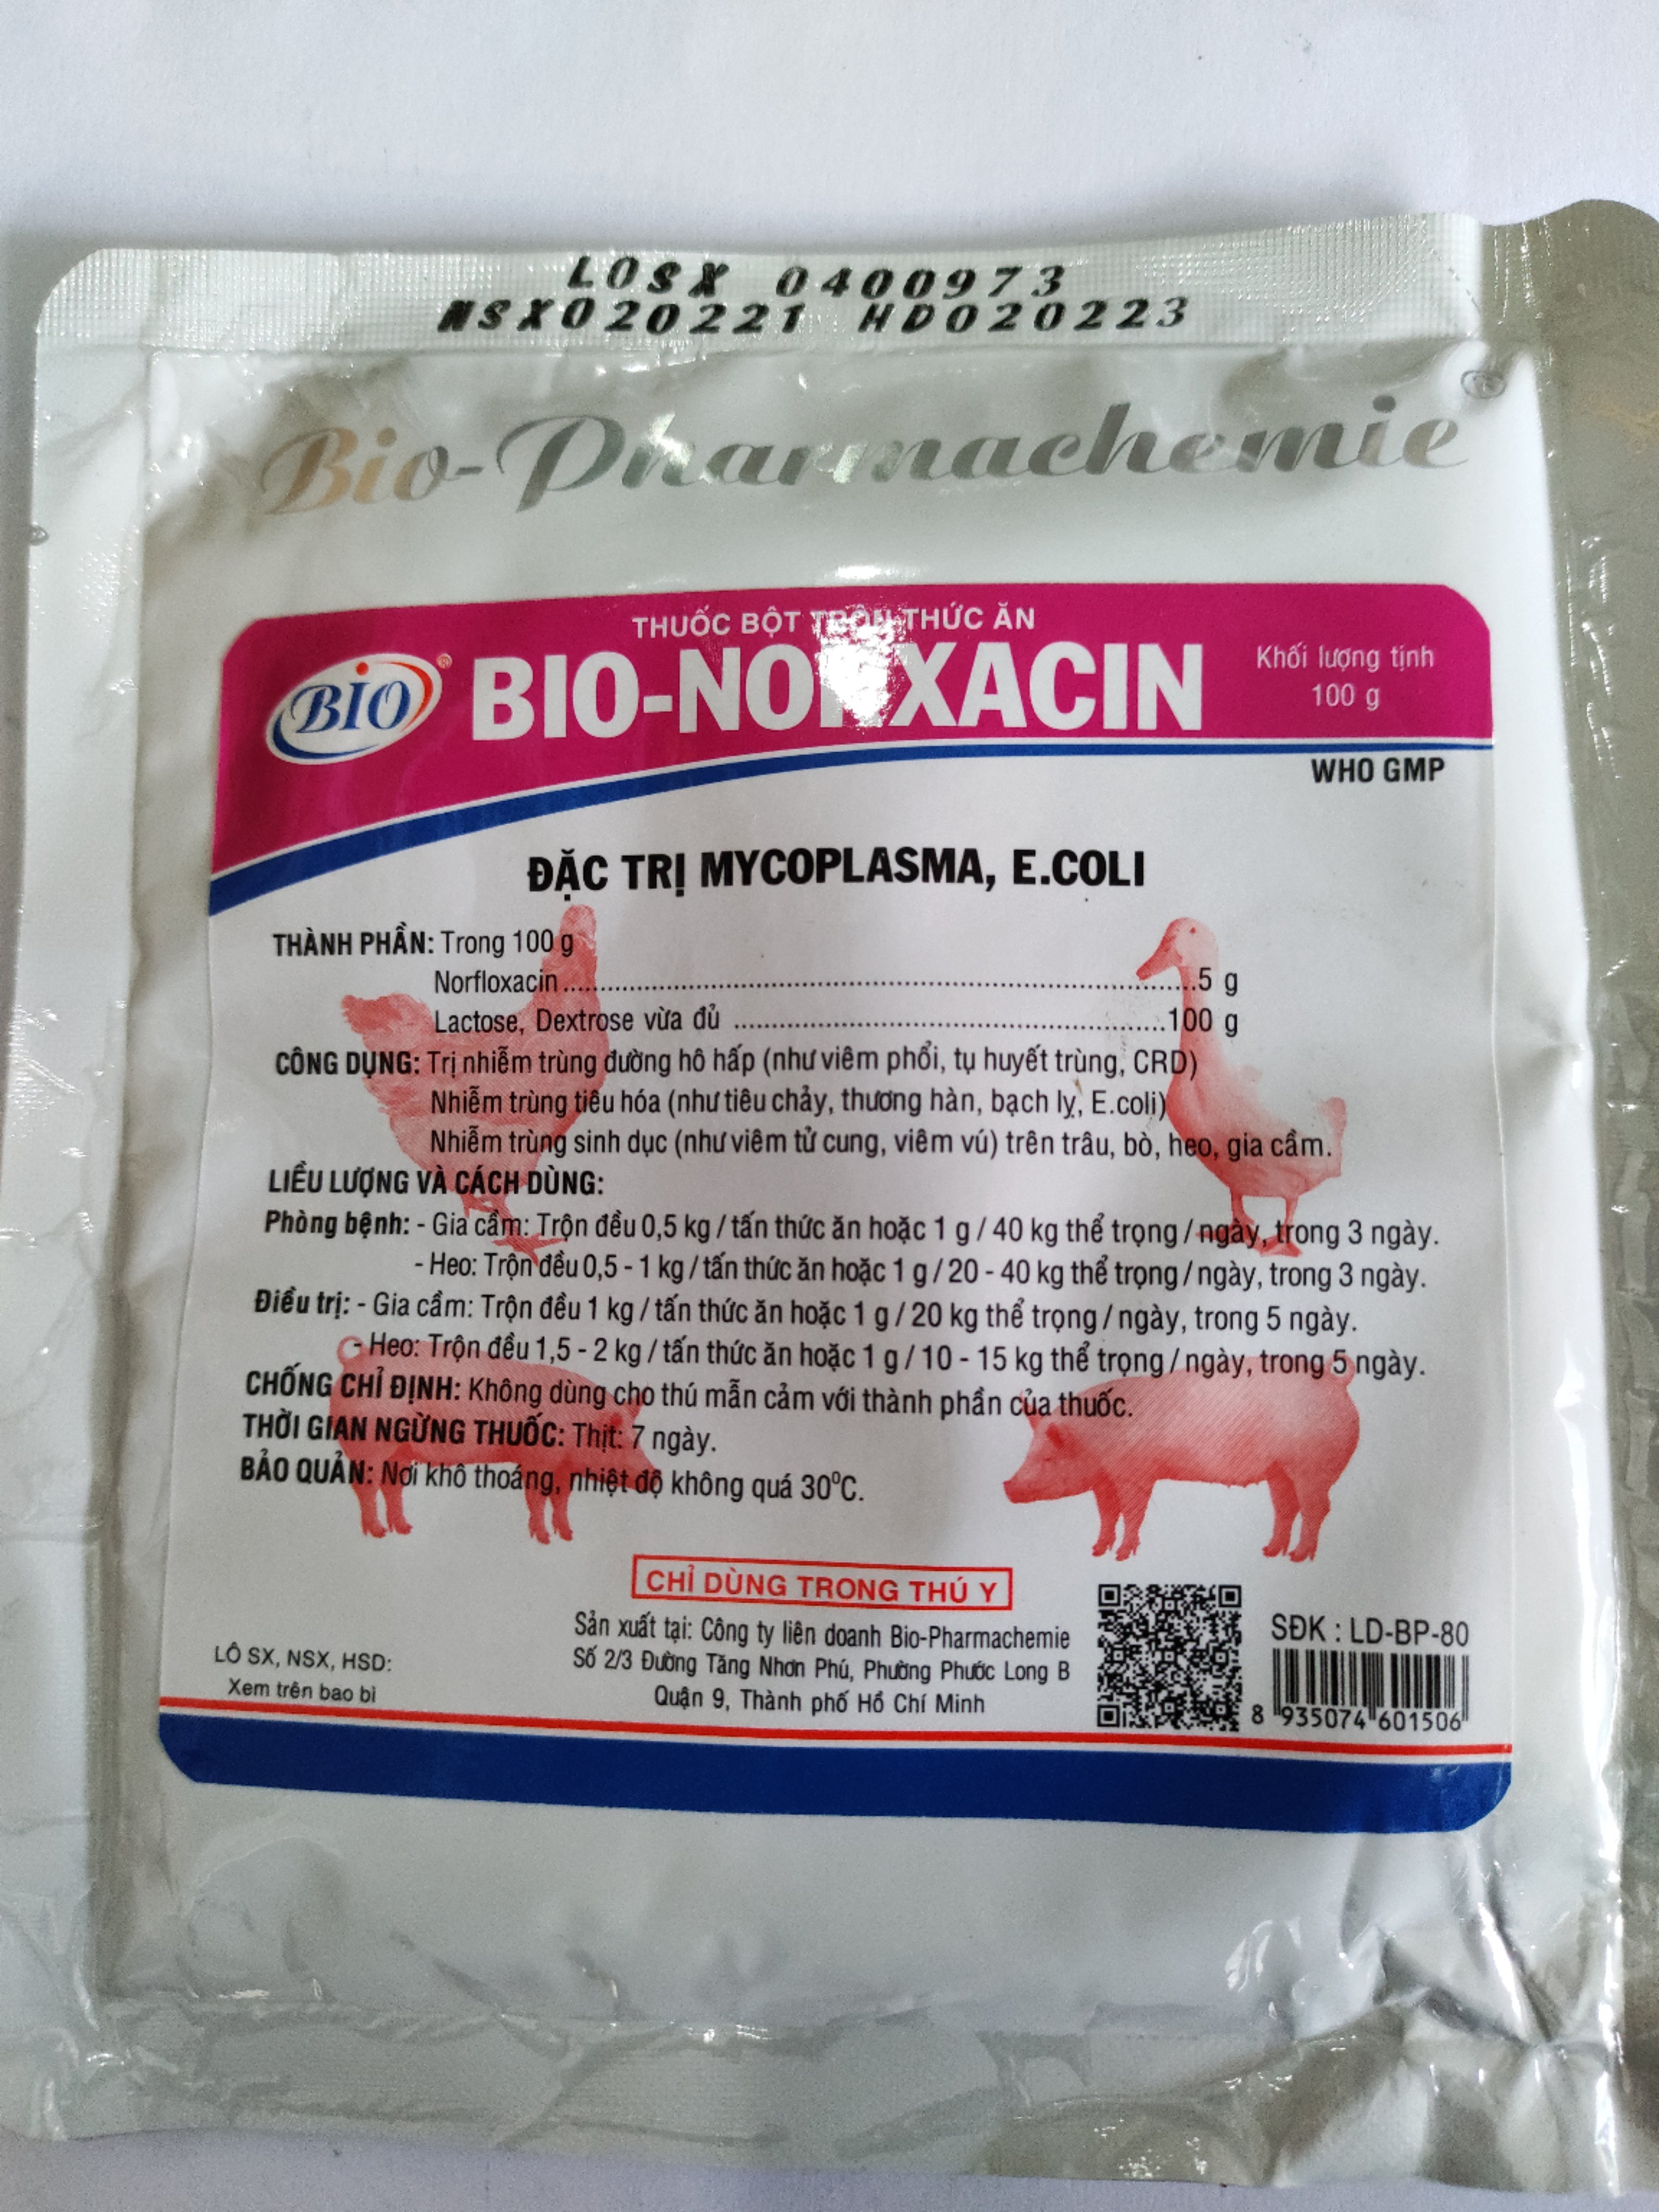 LOSX 0400973
NSX020221 HD020223
Bio-Pharmachemie®
THUỐC BỘT TRỘN THỨC ĂN
BIO®
Khối lượng tịnh
100 g
WHO GMP
ĐẶC TRỊ MYCOPLASMA, E.COLI
THÀNH PHẦN: Trong 100 g
Norfloxacin ........................................................................ 5 g
Lactose, Dextrose vừa đủ ................................................... 100 g
CÔNG DỤNG: Trị nhiễm trùng đường hô hấp (như viêm phổi, tụ huyết trùng, CRD)
Nhiễm trùng tiêu hóa (như tiêu chảy, thương hàn, bạch lỵ, E.coli)
Nhiễm trùng sinh dục (như viêm tử cung, viêm vú) trên trâu, bò, heo, gia cầm.
LIỀU LƯỢNG VÀ CÁCH DÙNG:
Phòng bệnh: - Gia cầm: Trộn đều 0,5 kg / tấn thức ăn hoặc 1 g / 40 kg thể trọng / ngày, trong 3 ngày.
- Heo: Trộn đều 0,5 - 1 kg / tấn thức ăn hoặc 1 g / 20 - 40 kg thể trọng / ngày, trong 3 ngày.
Điều trị: - Gia cầm: Trộn đều 1 kg / tấn thức ăn hoặc 1 g / 20 kg thể trọng / ngày, trong 5 ngày.
- Heo: Trộn đều 1,5 - 2 kg / tấn thức ăn hoặc 1 g / 10 - 15 kg thể trọng / ngày, trong 5 ngày.
CHỐNG CHỈ ĐỊNH: Không dùng cho thú mẫn cảm với thành phần của thuốc.
THỜI GIAN NGỪNG THUỐC: Thịt: 7 ngày.
BẢO QUẢN: Nơi khô thoáng, nhiệt độ không quá 30°C.
CHỈ DÙNG TRONG THÚ Y
Sản xuất tại: Công ty liên doanh Bio-Pharmachemie
Số 2/3 Đường Tăng Nhơn Phú, Phường Phước Long B
Quận 9, Thành phố Hồ Chí Minh
LÔ SX, NSX, HSD:
Xem trên bao bì
SĐK : LD-BP-80
8 935074 601506